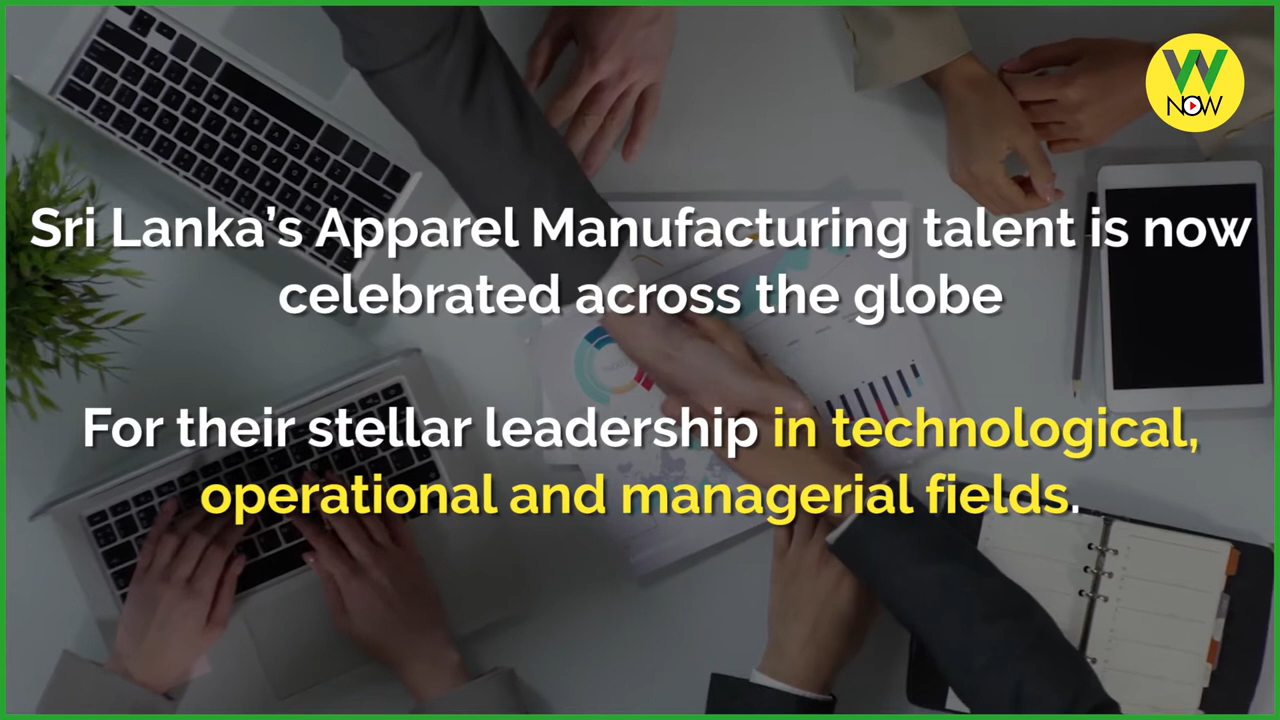 W
NOW
Sri Lanka’s Apparel Manufacturing talent is now
celebrated across the globe
For their stellar leadership in technological,
operational and managerial fields.